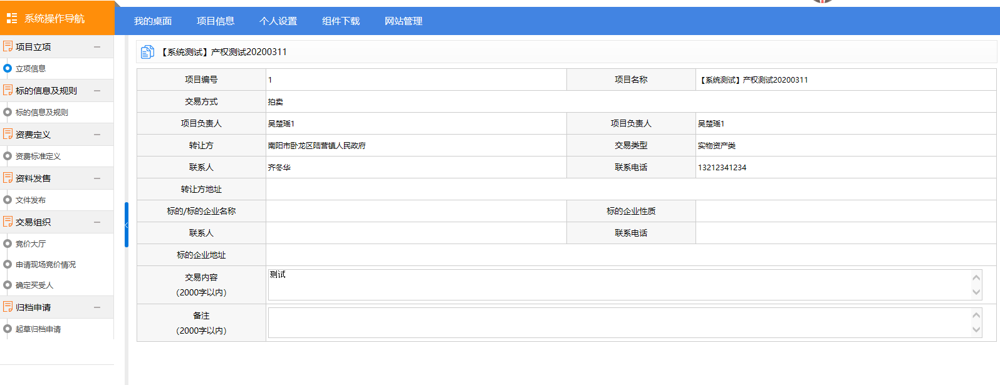 系统操作导航
我的桌面 项目信息 个人设置 组件下载 网站管理
项目立项
立项信息
标的信息及规则
标的信息及规则
资费定义
资费标准定义
资料发售
文件发布
交易组织
竞价大厅
申请现场竞价情况
确定买受人
归档申请
起草归档申请
【系统测试】产权测试20200311
项目编号 1 项目名称 【系统测试】产权测试20200311
交易方式 拍卖
项目负责人 吴楚瑶1 项目负责人 吴楚瑶1
转让方 南阳市卧龙区陆营镇人民政府 交易类型 实物资产类
联系人 齐冬华 联系电话 13212341234
转让方地址
标的/标的企业名称 标的企业性质
联系人 联系电话
标的企业地址
交易内容 测试
（2000字以内）
备注
（2000字以内）